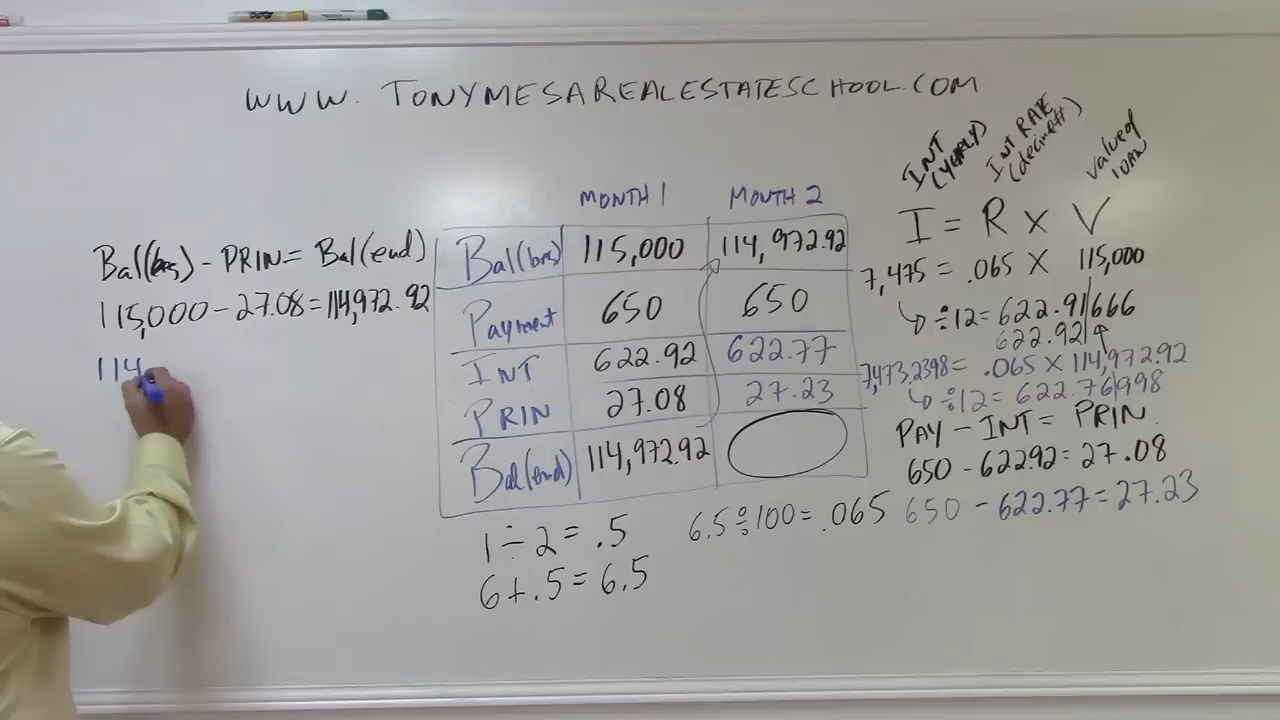 WWW. TONYMESAREALESTATESCHOOL.COM
Bal(beg) - PRIN = Bal(end)
115,000 - 27.08 = 114,972.92
114
MONTH 1 MONTH 2
Bal(beg) 115,000 114,972.92
Payment 650 650
INT 622.92 622.77
PRIN 27.08 27.23
Bal(end) 114,972.92
1 ÷ 2 = .5
6 + .5 = 6.5
6.5 ÷ 100 = .065
INT (YEARLY) INT RATE (decimal) Value of LOAN
I = R X V
7,475 = .065 X 115,000
÷12 = 622.91|666
622.92
7,473.2398 = .065 X 114,972.92
÷12 = 622.76|998
PAY - INT = PRIN
650 - 622.92 = 27.08
650 - 622.77 = 27.23